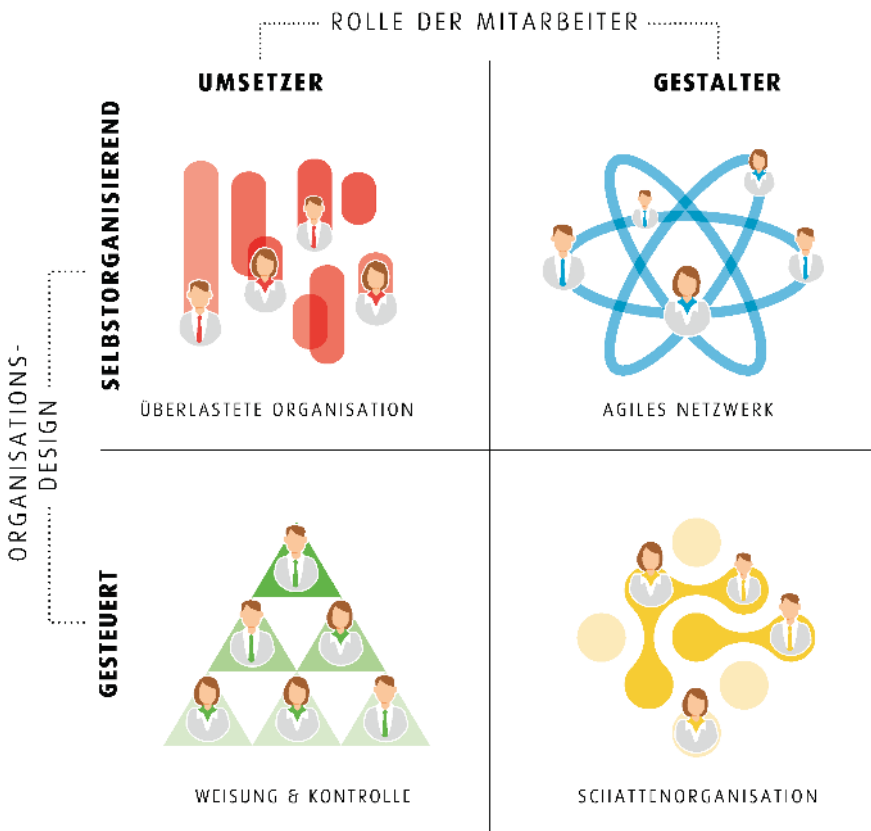 ROLLE DER MITARBEITER
UMSETZER
GESTALTER
ORGANISATIONS-
DESIGN
SELBSTORGANISIEREND
ÜBERLASTETE ORGANISATION
AGILES NETZWERK
GESTEUERT
WEISUNG & KONTROLLE
SCHATTENORGANISATION